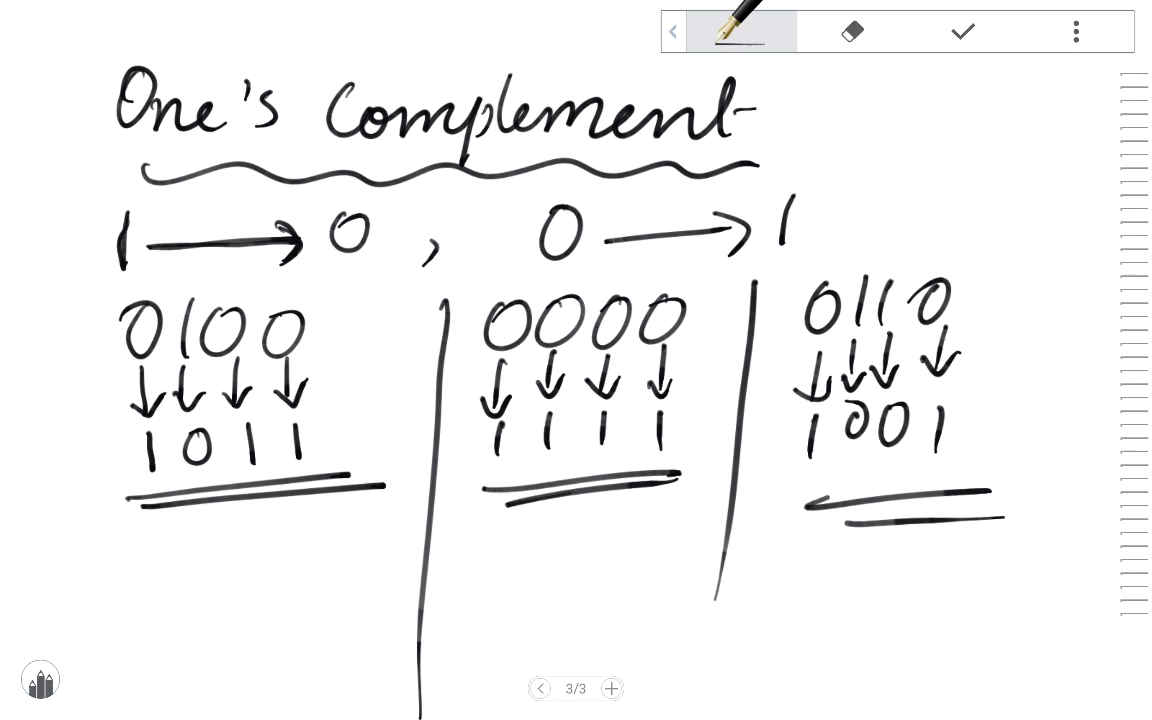 One's Complement
1 → 0 , 0 → 1
0100 | 0000 | 0110
↓↓↓↓ ↓↓↓↓ ↓↓↓↓
1011 | 1111 | 1001
3/3